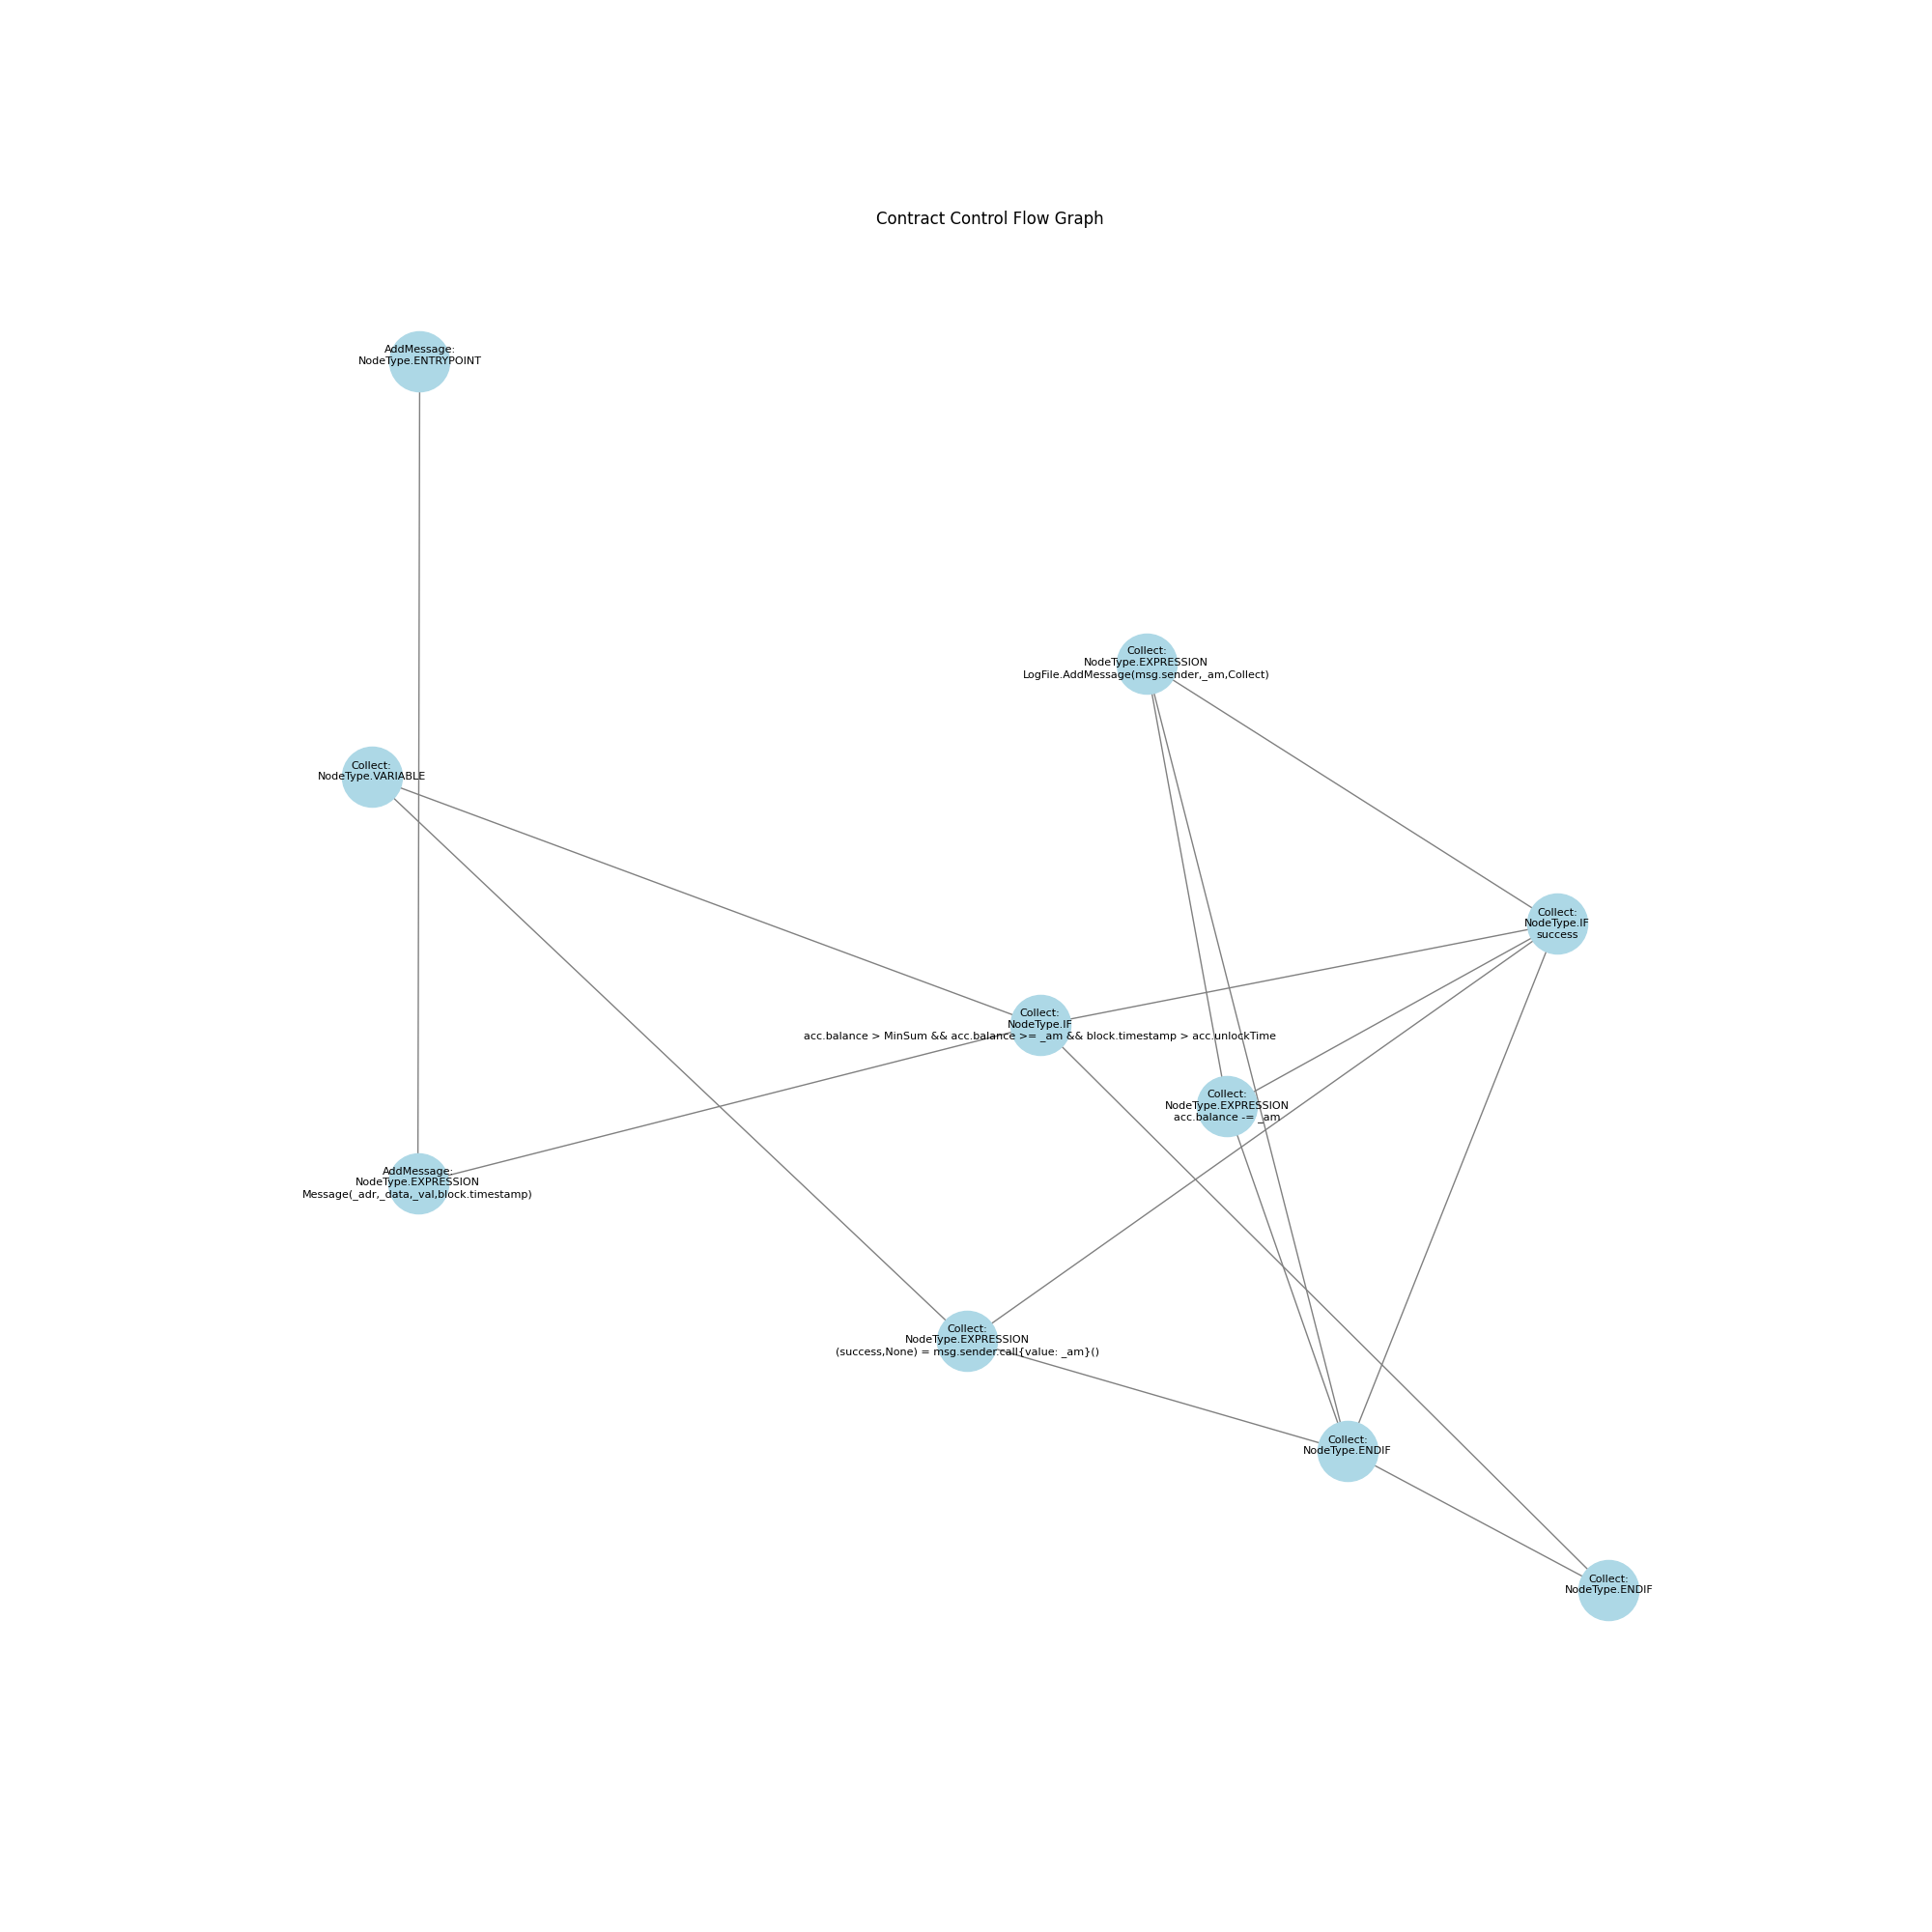 Contract Control Flow Graph
AddMessage:
NodeType.ENTRYPOINT
Collect:
NodeType.EXPRESSION
LogFile.AddMessage(msg.sender,_am,Collect)
Collect:
NodeType.VARIABLE
Collect:
NodeType.IF
success
Collect:
NodeType.IF
acc.balance > MinSum && acc.balance >= _am && block.timestamp > acc.unlockTime
Collect:
NodeType.EXPRESSION
acc.balance -= _am
AddMessage:
NodeType.EXPRESSION
Message(_adr,_data,_val,block.timestamp)
Collect:
NodeType.EXPRESSION
(success,None) = msg.sender.call{value: _am}()
Collect:
NodeType.ENDIF
Collect:
NodeType.ENDIF